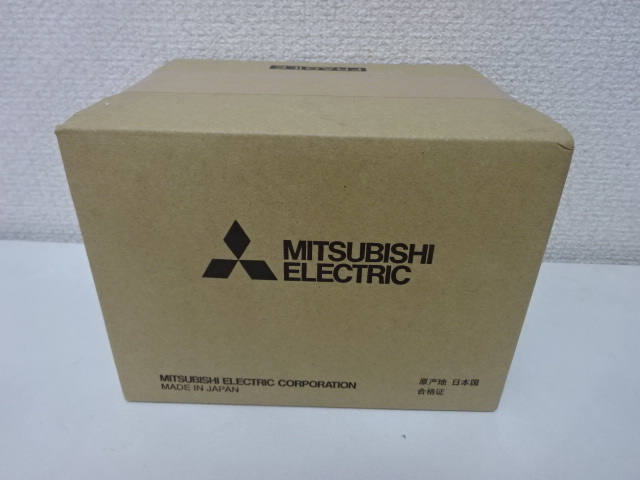 MITSUBISHI
ELECTRIC
MITSUBISHI ELECTRIC CORPORATION
MADE IN JAPAN
原产地 日本国
合格证